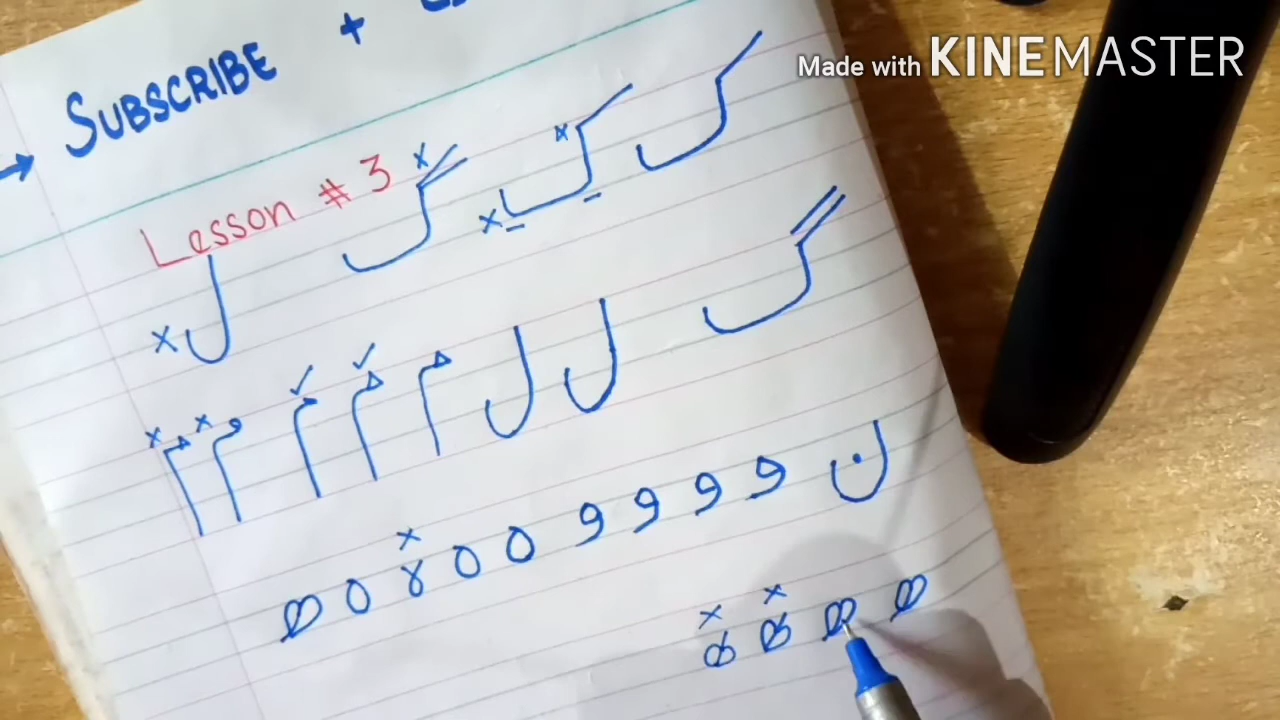 Made with KINEMASTER
→ SUBSCRIBE +
Lesson # 3
ک ک × × گ × ل ×
گ ل ل م م ✓ م ✓ م × م ×
ن و و و و ه ه × ه ھ
ھ ھ × ھ × ھ